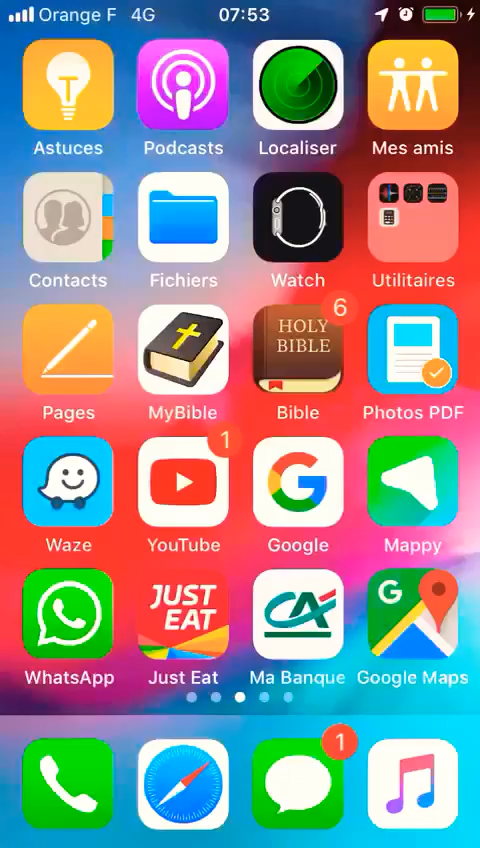 Orange F 4G 07:53
Astuces Podcasts Localiser Mes amis
Contacts Fichiers Watch Utilitaires
6
HOLY
BIBLE
Pages MyBible Bible Photos PDF
1
Waze YouTube Google Mappy
JUST
EAT
CA
G
WhatsApp Just Eat Ma Banque Google Maps
1